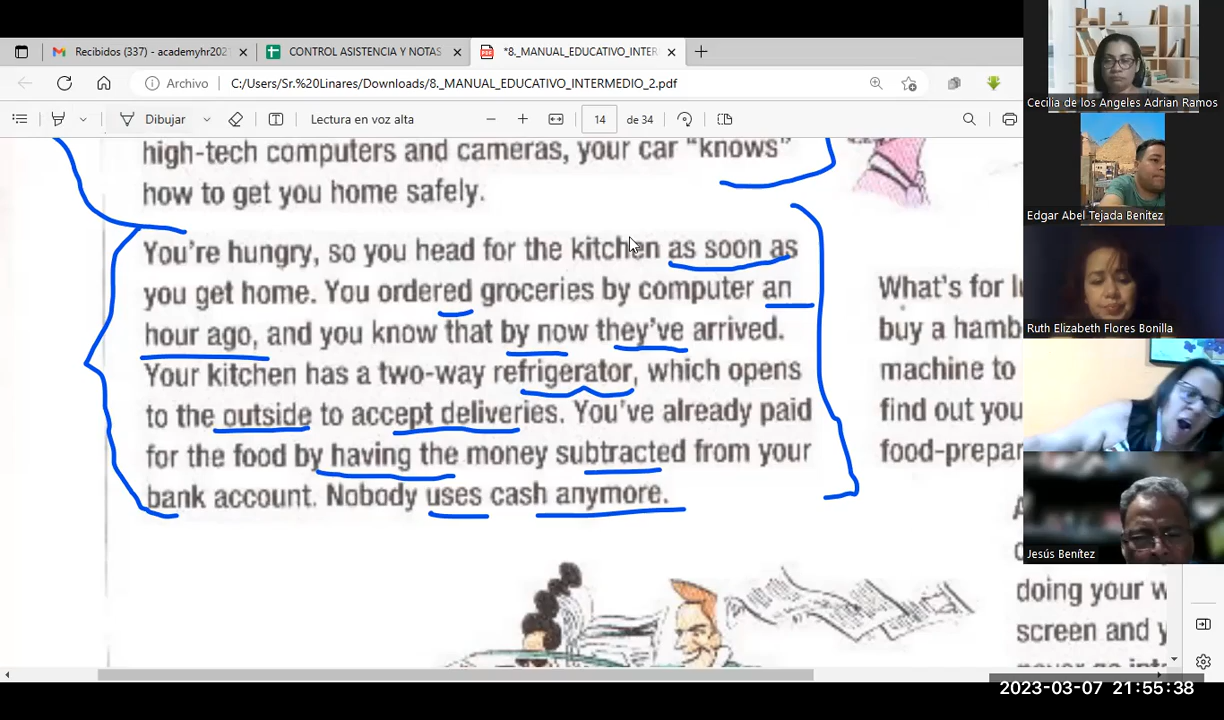 Recibidos (337) - academyhr202
CONTROL ASISTENCIA Y NOTAS
*8._MANUAL_EDUCATIVO_INTER
Archivo
C:/Users/Sr.%20Linares/Downloads/8._MANUAL_EDUCATIVO_INTERMEDIO_2.pdf
Dibujar
Lectura en voz alta
14
de 34
high-tech computers and cameras, your car “knows”
how to get you home safely.
You're hungry, so you head for the kitchen as soon as
you get home. You ordered groceries by computer an
hour ago, and you know that by now they've arrived.
Your kitchen has a two-way refrigerator, which opens
to the outside to accept deliveries. You've already paid
for the food by having the money subtracted from your
bank account. Nobody uses cash anymore.
What's for
buy a hamb
machine to
find out you
food-prepar
doing your w
screen and y
Cecilia de los Angeles Adrian Ramos
Edgar Abel Tejada Benitez
Ruth Elizabeth Flores Bonilla
Jesús Benítez
2023-03-07 21:55:38